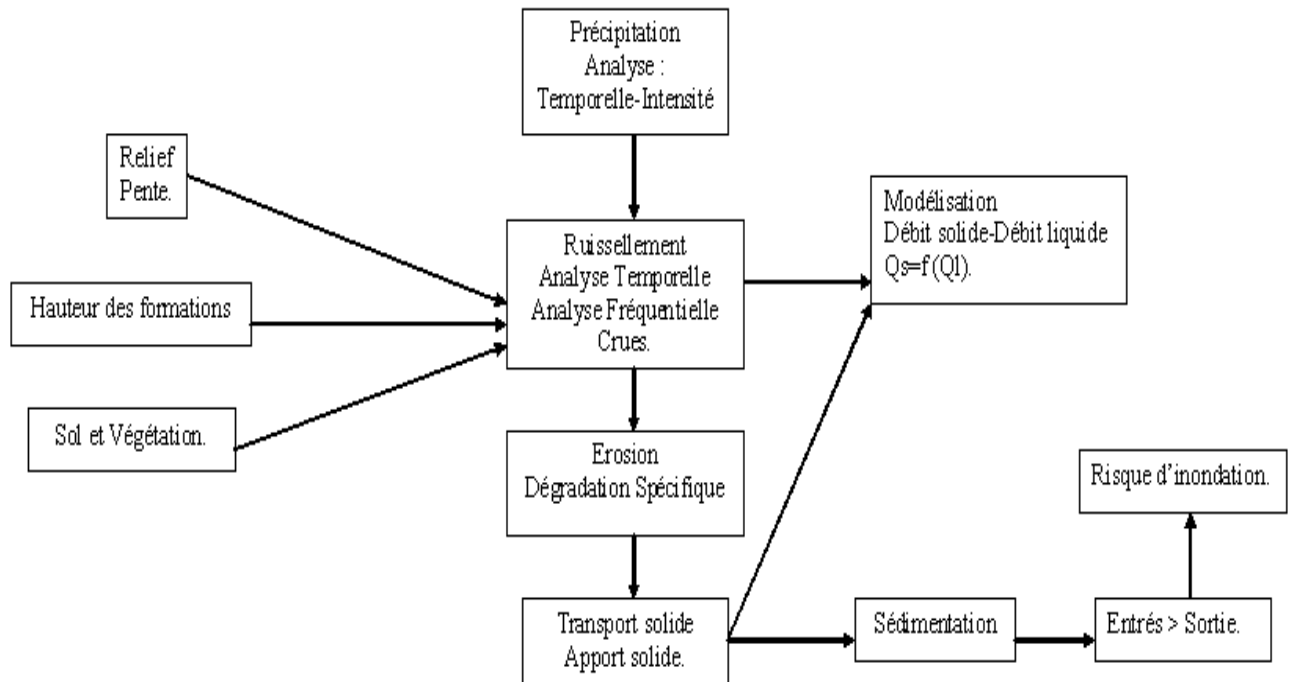 Précipitation
Analyse :
Temporelle-Intensité
Relief
Pente.
Modélisation
Débit solide-Débit liquide
Qs=f (Ql).
Ruissellement
Analyse Temporelle
Analyse Fréquentielle
Crues.
Hauteur des formations
Sol et Végétation.
Erosion
Dégradation Spécifique
Risque d'inondation.
Transport solide
Apport solide.
Sédimentation
Entrés > Sortie.